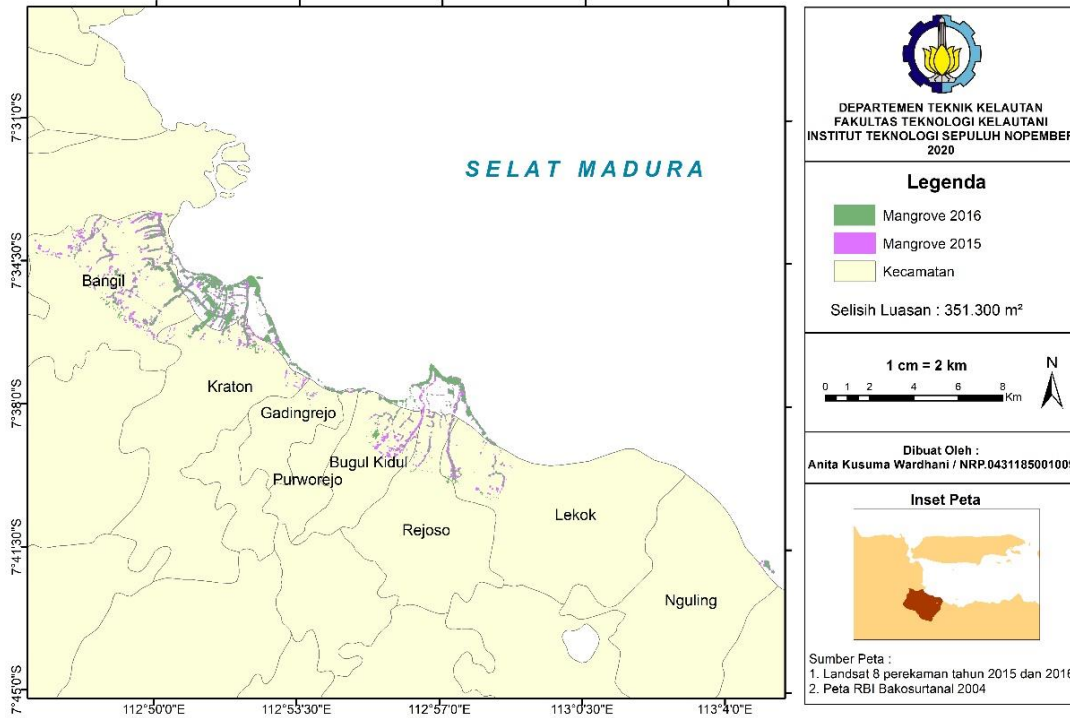 7°31'0"S
7°34'30"S
7°38'0"S
7°41'30"S
7°45'0"S
SELAT MADURA
Bangil
Kraton
Gadingrejo
Bugul Kidul
Purworejo
Rejoso
Lekok
Nguling
112°50'0"E
112°53'30"E
112°57'0"E
113°0'30"E
113°4'0"E
DEPARTEMEN TEKNIK KELAUTAN
FAKULTAS TEKNOLOGI KELAUTANI
INSTITUT TEKNOLOGI SEPULUH NOPEMBER
2020
Legenda
Mangrove 2016
Mangrove 2015
Kecamatan
Selisih Luasan : 351.300 m²
1 cm = 2 km
N
0 1 2 4 6 8
Km
Dibuat Oleh :
Anita Kusuma Wardhani / NRP.04311850010009
Inset Peta
Sumber Peta :
1. Landsat 8 perekaman tahun 2015 dan 2016
2. Peta RBI Bakosurtanal 2004